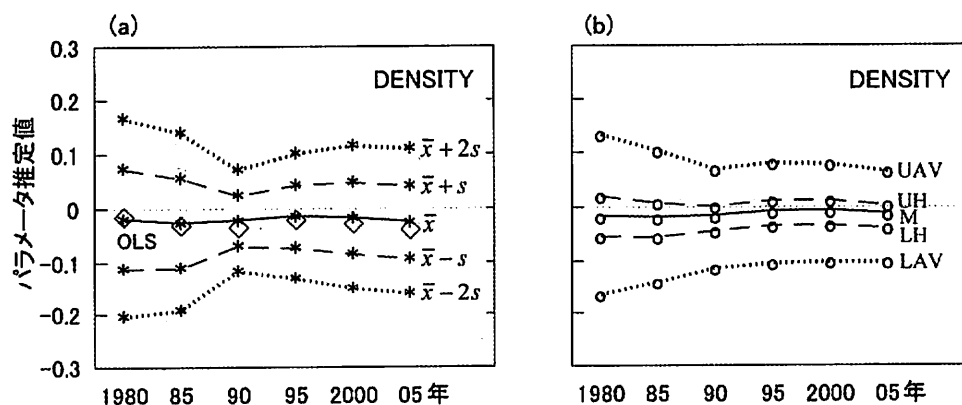 (a)
DENSITY
パラメータ推定値
0.3
0.2
0.1
0
-0.1
-0.2
-0.3
x̄+2s
x̄+s
x̄
x̄−s
x̄−2s
OLS
1980 85 90 95 2000 05年
(b)
DENSITY
UAV
UH
M
LH
LAV
1980 85 90 95 2000 05年